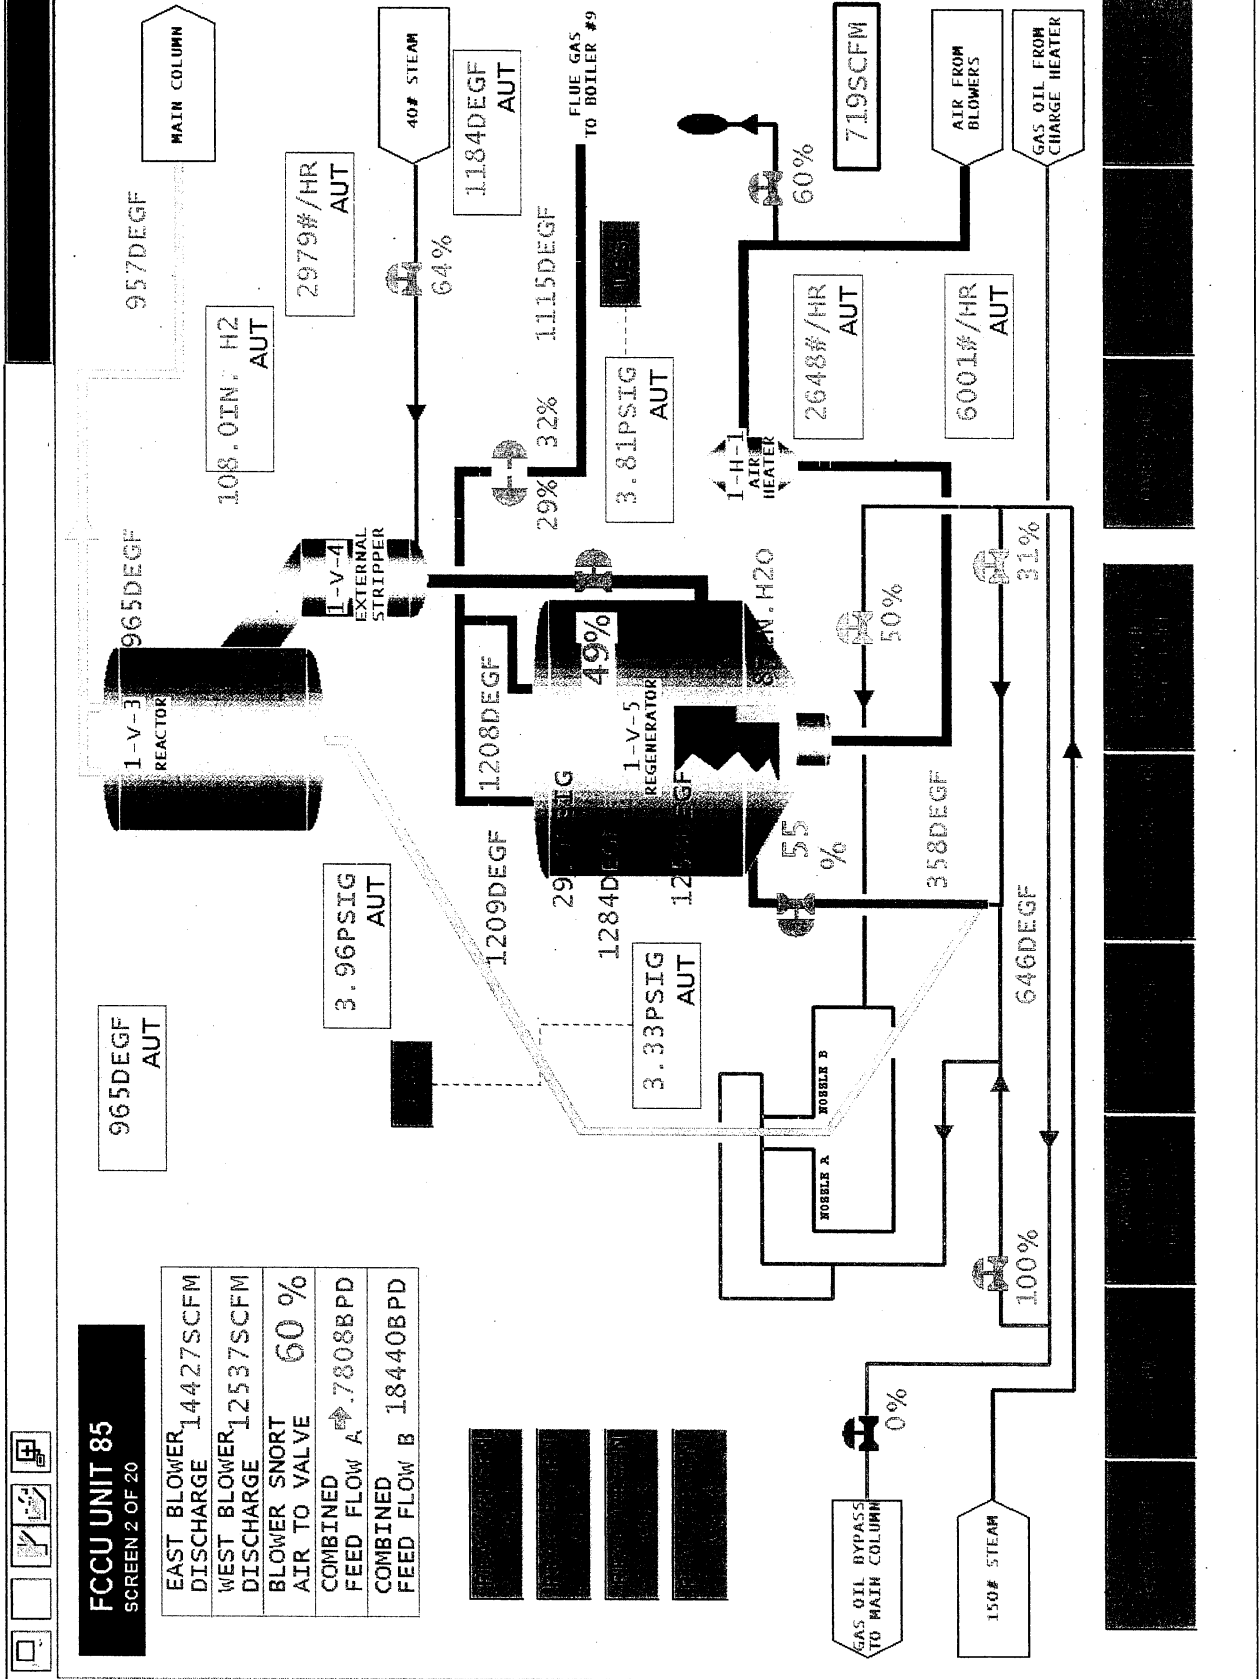 FCCU UNIT 85
SCREEN 2 OF 20
EAST BLOWER
DISCHARGE 14427SCFM
WEST BLOWER
DISCHARGE 12537SCFM
BLOWER SNORT
AIR TO VALVE 60 %
COMBINED
FEED FLOW A .7808BPD
COMBINED
FEED FLOW B 18440BPD
965DEGF
AUT
1-V-3
REACTOR
965DEGF
957DEGF
MAIN COLUMN
108.0IN. H2
AUT
2979#/HR
AUT
40# STEAM
64%
1184DEGF
AUT
1-V-4
EXTERNAL
STRIPPER
3.96PSIG
AUT
1209DEGF
1208DEGF
29% 32%
1115DEGF
FLUE GAS
TO BOILER #9
3.81PSIG
AUT
3.33PSIG
AUT
49%
1-V-5
REGENERATOR
1284D
55
%
1-H-1
AIR
HEATER
60%
719SCFM
2648#/HR
AUT
AIR FROM
BLOWERS
6001#/HR
AUT
GAS OIL FROM
CHARGE HEATER
50%
31%
358DEGF
646DEGF
NOZZLE A
NOZZLE B
100%
0%
GAS OIL BYPASS
TO MAIN COLUMN
150# STEAM